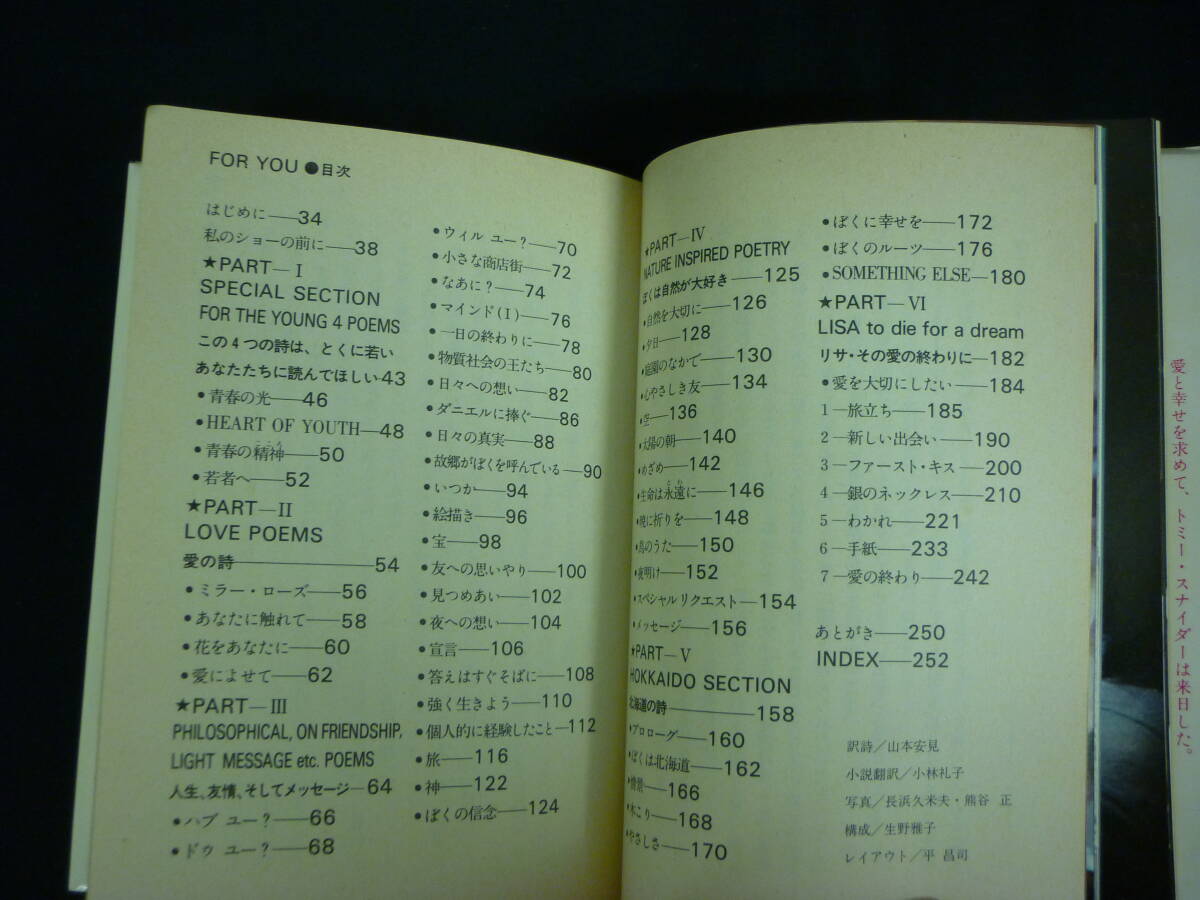 FOR YOU ●目次
はじめに——34
私のショーの前に——38
★PART—I
SPECIAL SECTION
FOR THE YOUNG 4 POEMS
この4つの詩は、とくに若い
あなたたちに読んでほしい-43
•青春の光——46
•HEART OF YOUTH—48
•青春の精神——50
•若者へ——52
★PART—II
LOVE POEMS
愛の詩——54
•ミラー・ローズ——56
•あなたに触れて——58
•花をあなたに——60
•愛によせて——62
★PART—III
PHILOSOPHICAL, ON FRIENDSHIP,
LIGHT MESSAGE etc. POEMS
人生、友情、そしてメッセージ—64
•ハブ ユー?——66
•ドゥ ユー?——68
•ウィル ユー?——70
•小さな商店街——72
•なあに?——74
•マインド(I)——76
•一日の終わりに——78
•物質社会の王たち——80
•日々への想い——82
•ダニエルに捧ぐ——86
•日々の真実——88
•故郷がぼくを呼んでいる—90
•いつか——94
•絵描き——96
•宝——98
•友への思いやり——100
•見つめあい——102
•夜への想い——104
•宣言——106
•答えはすぐそばに——108
•強く生きよう——110
•個人的に経験したこと—112
•旅——116
•神——122
•ぼくの信念——124
★PART—IV
NATURE INSPIRED POETRY
ぼくは自然が大好き——125
•自然を大切に——126
•夕日——128
•庭園のなかで——130
•心やさしき友——134
•空——136
•太陽の朝——140
•めざめ——142
•生命は永遠に——146
•暁に祈りを——148
•鳥のうた——150
•夜明け——152
•スペシャルリクエスト——154
•メッセージ——156
★PART—V
HOKKAIDO SECTION
北海道の詩——158
•プロローグ——160
•ぼくは北海道——162
•情景——166
•木こり——168
•やさしさ——170
•ぼくに幸せを——172
•ぼくのルーツ——176
•SOMETHING ELSE—180
★PART—VI
LISA to die for a dream
リサ・その愛の終わりに—182
•愛を大切にしたい——184
1—旅立ち——185
2—新しい出会い——190
3—ファースト・キス——200
4—銀のネックレス——210
5—わかれ——221
6—手紙——233
7—愛の終わり——242
あとがき——250
INDEX——252
訳詩/山本安見
小説翻訳/小林礼子
写真/長浜久米夫・熊谷 正
構成/生野雅子
レイアウト/平 昌司
愛と幸せを求めて、トミー・スナイダーは来日した。